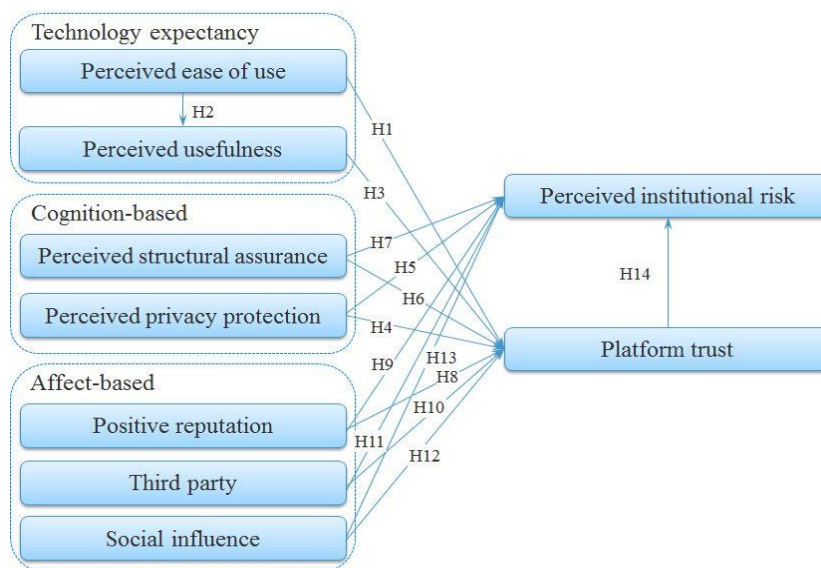 Technology expectancy
Perceived ease of use
H2
Perceived usefulness
Cognition-based
Perceived structural assurance
Perceived privacy protection
Affect-based
Positive reputation
Third party
Social influence
H1
H3
H7
H5
H6
H4
H9
H13
H8
H10
H11
H12
Perceived institutional risk
H14
Platform trust